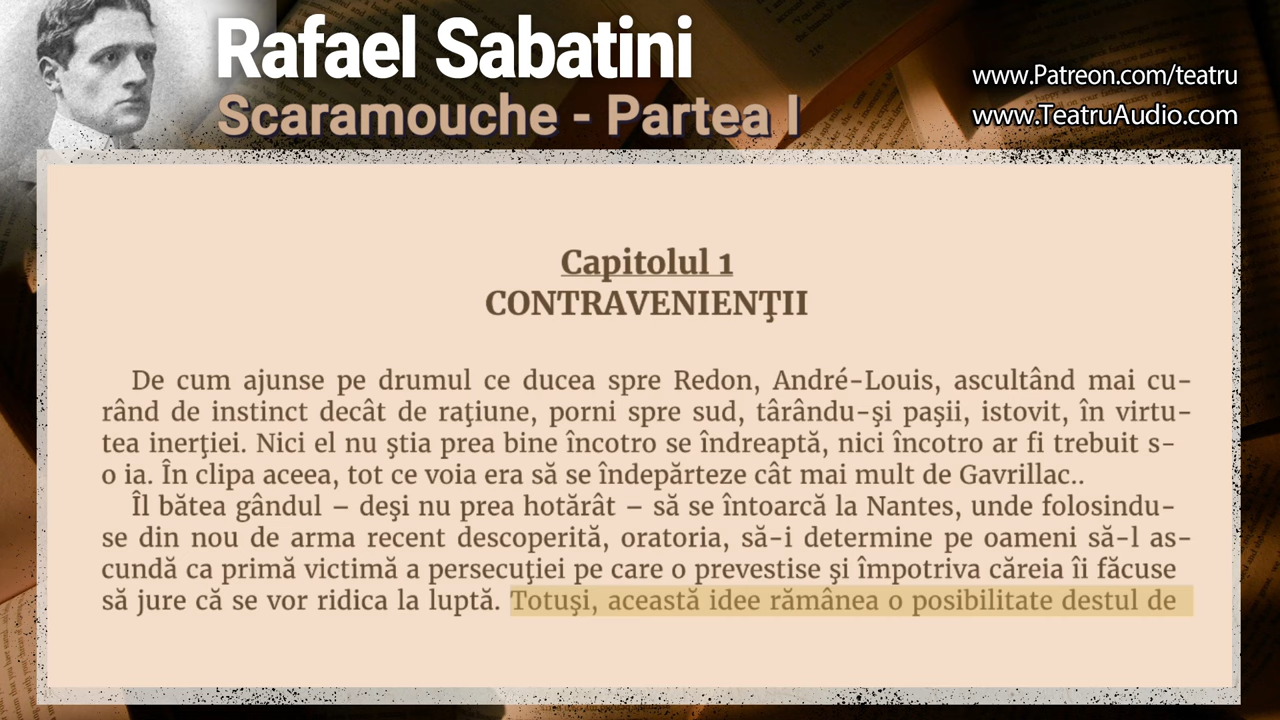 Rafael Sabatini
Scaramouche - Partea I
www.Patreon.com/teatru
www.TeatruAudio.com
Capitolul 1
CONTRAVENIENŢII
De cum ajunse pe drumul ce ducea spre Redon, André-Louis, ascultând mai cu-
rând de instinct decât de raţiune, porni spre sud, târându-şi paşii, istovit, în virtu-
tea inerţiei. Nici el nu ştia prea bine încotro se îndreaptă, nici încotro ar fi trebuit s-
o ia. În clipa aceea, tot ce voia era să se îndepărteze cât mai mult de Gavrillac..
Îl bătea gândul – deşi nu prea hotărât – să se întoarcă la Nantes, unde folosindu-
se din nou de arma recent descoperită, oratoria, să-i determine pe oameni să-l as-
cundă ca primă victimă a persecuţiei pe care o prevestise şi împotriva căreia îi făcuse
să jure că se vor ridica la luptă. Totuşi, această idee rămânea o posibilitate destul de